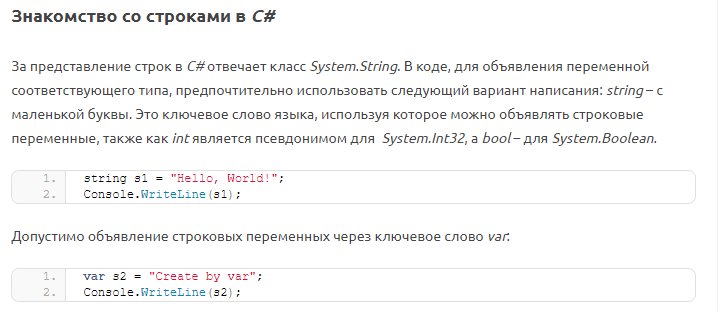 Знакомство со строками в C#
За представление строк в C# отвечает класс System.String. В коде, для объявления переменной
соответствующего типа, предпочтительно использовать следующий вариант написания: string – с
маленькой буквы. Это ключевое слово языка, используя которое можно объявлять строковые
переменные, также как int является псевдонимом для System.Int32, а bool – для System.Boolean.
1. string s1 = "Hello, World!";
2. Console.WriteLine(s1);
Допустимо объявление строковых переменных через ключевое слово var:
1. var s2 = "Create by var";
2. Console.WriteLine(s2);